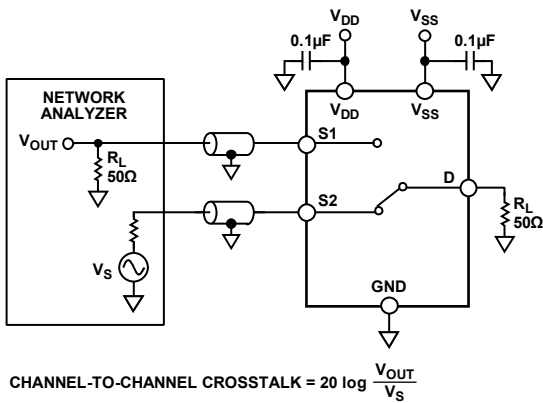 V_DD V_SS
0.1µF 0.1µF
NETWORK
ANALYZER
V_DD V_SS
V_OUT
S1
R_L
50Ω
S2
D
R_L
50Ω
V_S
GND
CHANNEL-TO-CHANNEL CROSSTALK = 20 log V_OUT
V_S